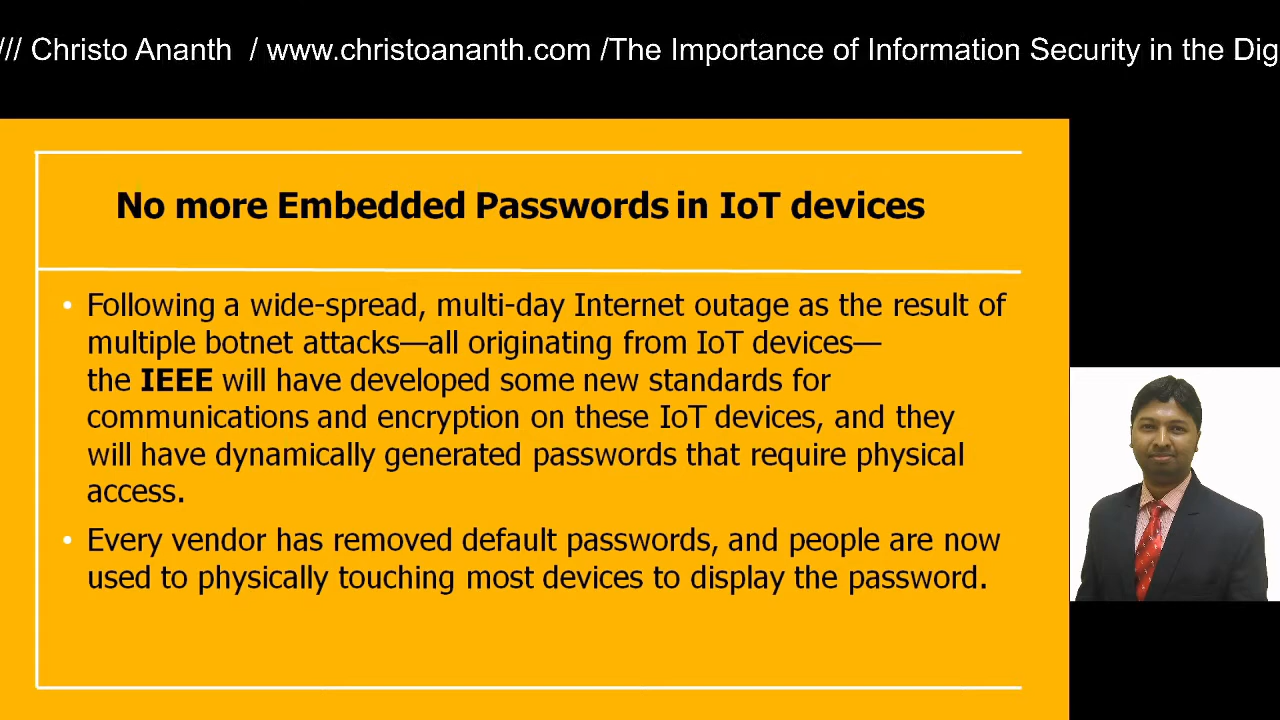 /// Christo Ananth / www.christoananth.com /The Importance of Information Security in the Dig
No more Embedded Passwords in IoT devices
• Following a wide-spread, multi-day Internet outage as the result of
multiple botnet attacks—all originating from IoT devices—
the IEEE will have developed some new standards for
communications and encryption on these IoT devices, and they
will have dynamically generated passwords that require physical
access.
• Every vendor has removed default passwords, and people are now
used to physically touching most devices to display the password.